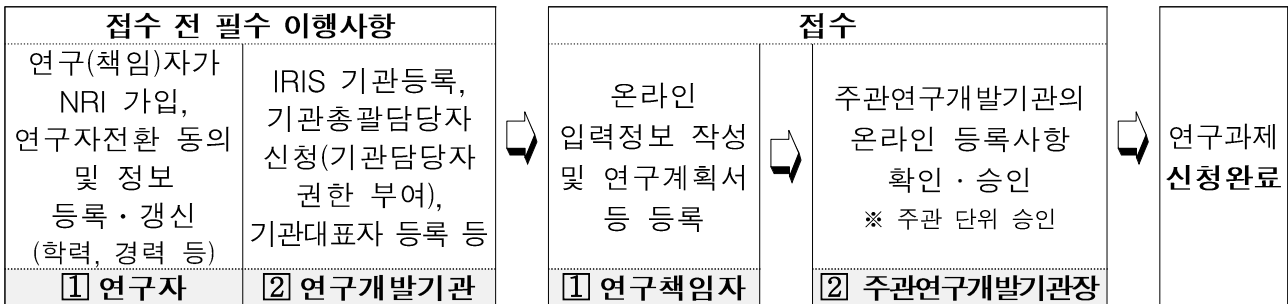 접수 전 필수 이행사항
연구(책임)자가
NRI 가입,
연구자전환 동의
및 정보
등록・갱신
(학력, 경력 등)
1 연구자
IRIS 기관등록,
기관총괄담당자
신청(기관담당자
권한 부여),
기관대표자 등록 등
2 연구개발기관
접수
온라인
입력정보 작성
및 연구계획서
등 등록
1 연구책임자
주관연구개발기관의
온라인 등록사항
확인・승인
※ 주관 단위 승인
2 주관연구개발기관장
연구과제
신청완료